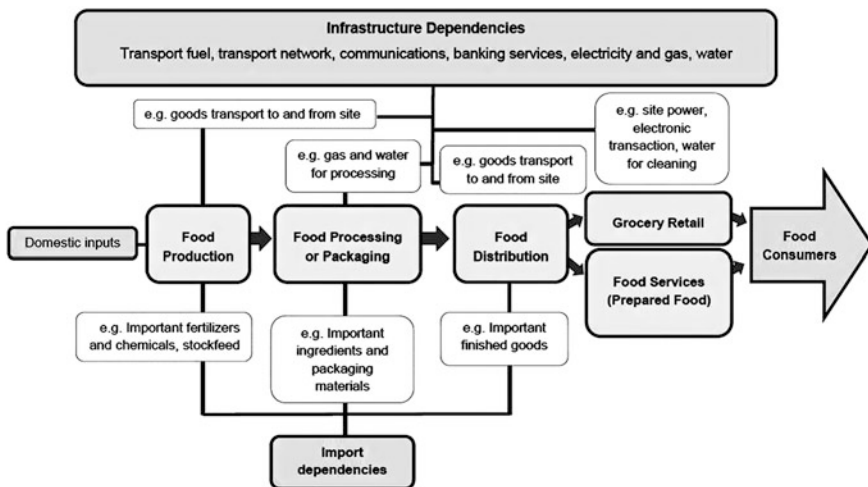 Infrastructure Dependencies
Transport fuel, transport network, communications, banking services, electricity and gas, water
e.g. goods transport to and from site
e.g. site power,
electronic
transaction, water
for cleaning
e.g. gas and water
for processing
e.g. goods transport
to and from site
Domestic inputs
Food
Production
Food Processing
or Packaging
Food
Distribution
Grocery Retail
Food Services
(Prepared Food)
Food
Consumers
e.g. Important fertilizers
and chemicals, stockfeed
e.g. Important
ingredients and
packaging
materials
e.g. Important
finished goods
Import
dependencies